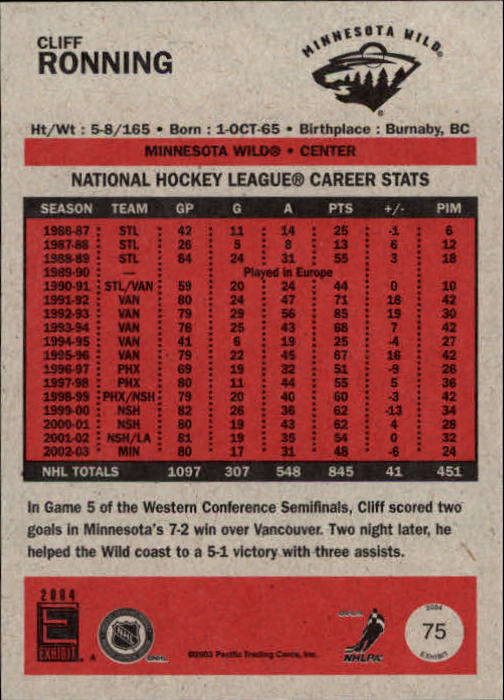 CLIFF
RONNING
MINNESOTA WILD®
Ht/Wt : 5-8/165 • Born : 1-OCT-65 • Birthplace : Burnaby, BC
MINNESOTA WILD® • CENTER
NATIONAL HOCKEY LEAGUE® CAREER STATS
SEASON TEAM GP G A PTS +/- PIM
1986-87 STL 42 11 14 25 -1 6
1987-88 STL 26 5 8 13 6 12
1988-89 STL 64 24 31 55 3 18
1989-90 — Played in Europe
1990-91 STL/VAN 59 20 24 44 0 10
1991-92 VAN 80 24 47 71 18 42
1992-93 VAN 79 29 56 85 19 30
1993-94 VAN 76 25 43 68 7 42
1994-95 VAN 41 6 19 25 -4 27
1995-96 VAN 79 22 45 67 16 42
1996-97 PHX 69 19 32 51 -9 26
1997-98 PHX 80 11 44 55 5 36
1998-99 PHX/NSH 79 20 40 60 -3 42
1999-00 NSH 82 26 36 62 -13 34
2000-01 NSH 80 19 43 62 4 28
2001-02 NSH/LA 81 19 35 54 0 32
2002-03 MIN 80 17 31 48 -6 24
NHL TOTALS 1097 307 548 845 41 451
In Game 5 of the Western Conference Semifinals, Cliff scored two
goals in Minnesota's 7-2 win over Vancouver. Two night later, he
helped the Wild coast to a 5-1 victory with three assists.
2004
E
EXHIBIT
NHL
©NHL
©2003 Pacific Trading Cards, Inc.
NHLPA
2004
75
EXHIBIT